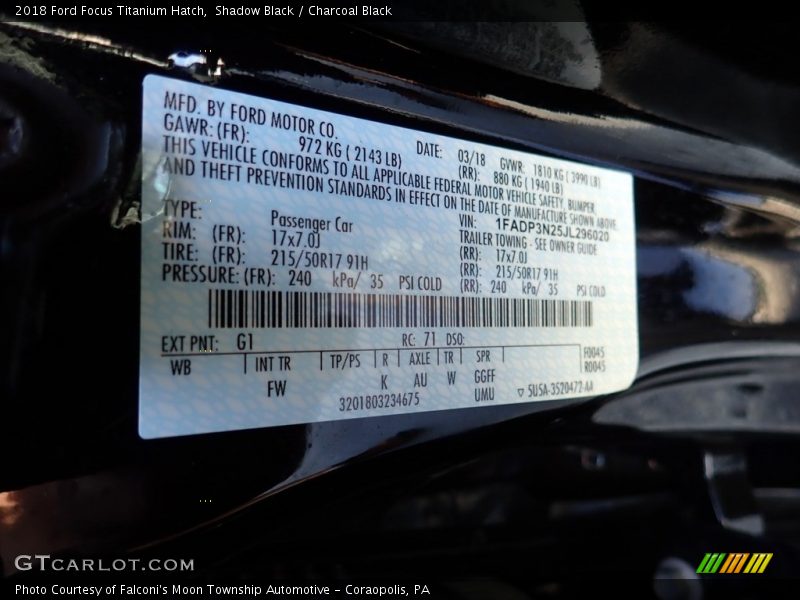 2018 Ford Focus Titanium Hatch, Shadow Black / Charcoal Black
MFD. BY FORD MOTOR CO.
DATE: 03/18 GVWR: 1810 KG ( 3990 LB)
GAWR: (FR): 972 KG ( 2143 LB) (RR): 880 KG ( 1940 LB)
THIS VEHICLE CONFORMS TO ALL APPLICABLE FEDERAL MOTOR VEHICLE SAFETY, BUMPER,
AND THEFT PREVENTION STANDARDS IN EFFECT ON THE DATE OF MANUFACTURE SHOWN ABOVE.
VIN: 1FADP3N25JL296020
TYPE: Passenger Car TRAILER TOWING - SEE OWNER GUIDE
RIM: (FR): 17x7.0J (RR): 17x7.0J
TIRE: (FR): 215/50R17 91H (RR): 215/50R17 91H
PRESSURE: (FR): 240 kPa/ 35 PSI COLD (RR): 240 kPa/ 35 PSI COLD
EXT PNT: G1 RC: 71 DSO:
WB INT TR TP/PS R AXLE TR SPR F0045
R0045
FW K AU W GGFF
UMU
3201803234675 ▽ 5U5A-3520472-AA
GTCARLOT.COM
Photo Courtesy of Falconi's Moon Township Automotive – Coraopolis, PA